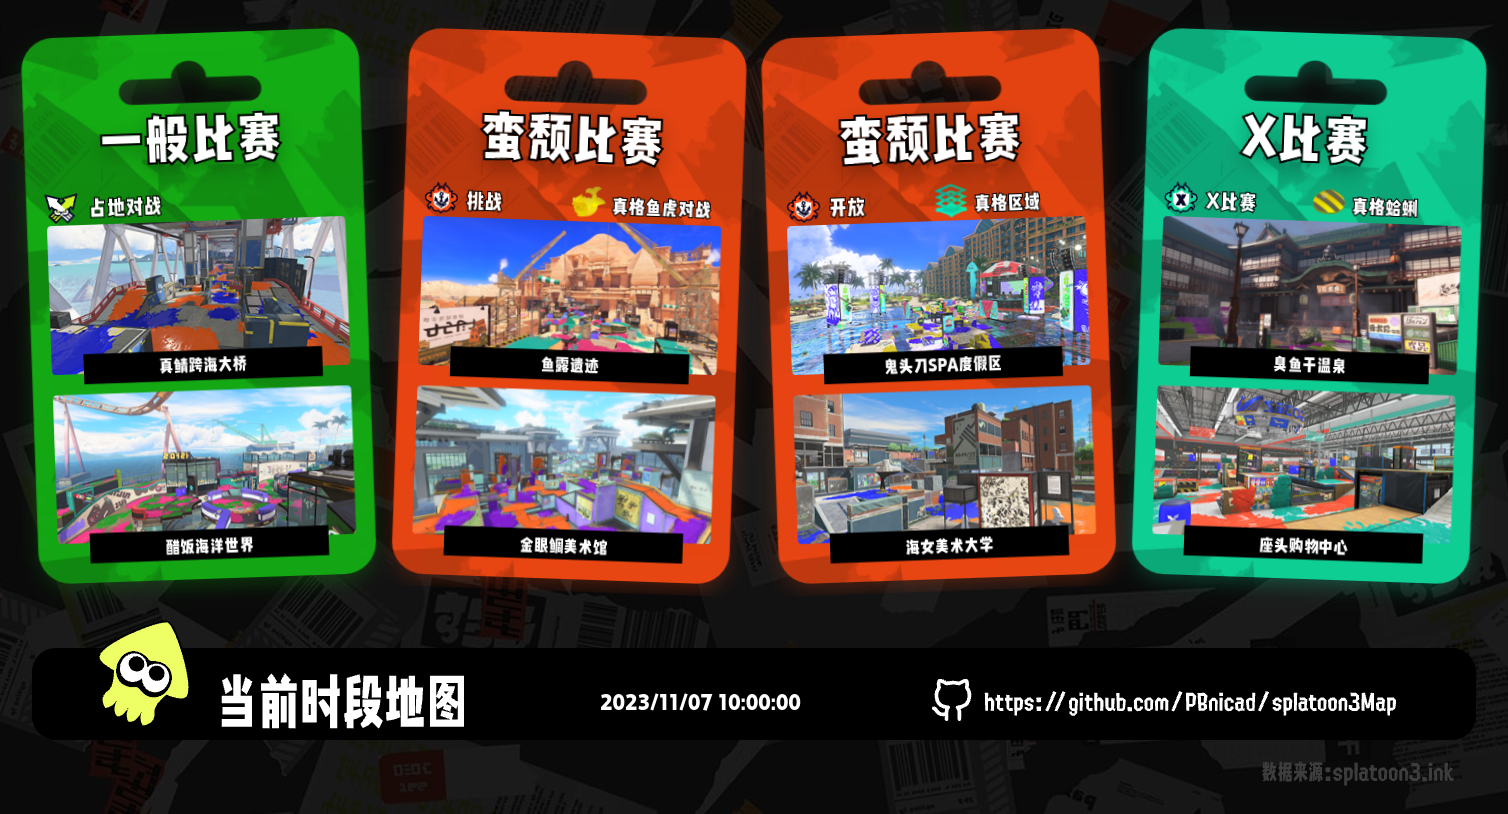 一般比赛
占地对战
真鲭跨海大桥
醋饭海洋世界
蛮颓比赛
挑战
真格鱼虎对战
鱼露遗迹
金眼鲷美术馆
蛮颓比赛
开放
真格区域
鬼头刀SPA度假区
海女美术大学
X比赛
X比赛
真格蛤蜊
臭鱼干温泉
座头购物中心
当前时段地图
2023/11/07 10:00:00
https://github.com/PBnicad/splatoon3Map
数据来源:splatoon3.ink